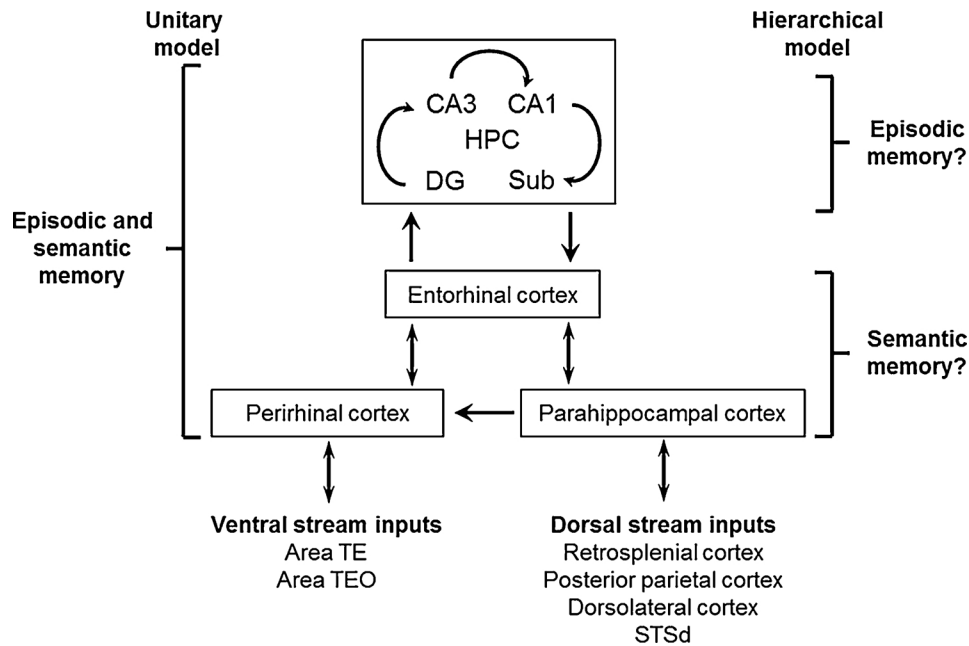 Unitary
model
Hierarchical
model
CA3 CA1
HPC
DG Sub
Episodic
memory?
Episodic and
semantic
memory
Entorhinal cortex
Semantic
memory?
Perirhinal cortex
Parahippocampal cortex
Ventral stream inputs
Area TE
Area TEO
Dorsal stream inputs
Retrosplenial cortex
Posterior parietal cortex
Dorsolateral cortex
STSd